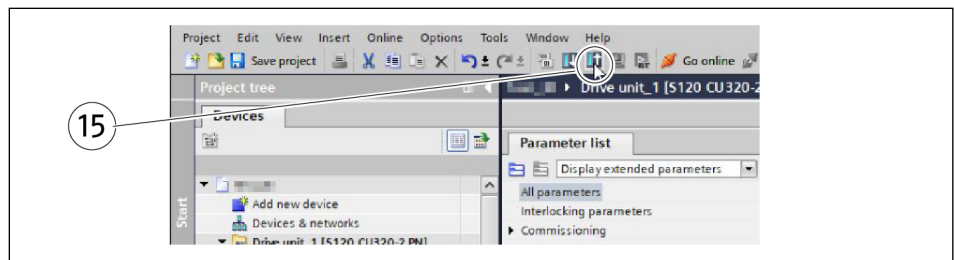 Project Edit View Insert Online Options Tools Window Help
Save project Go online
Project tree
Drive unit_1 [S120 CU320-2
15
Devices
Parameter list
Display extended parameters
All parameters
Add new device
Interlocking parameters
Start
Devices & networks
Commissioning
Drive unit_1 [S120 CU320-2 PN]